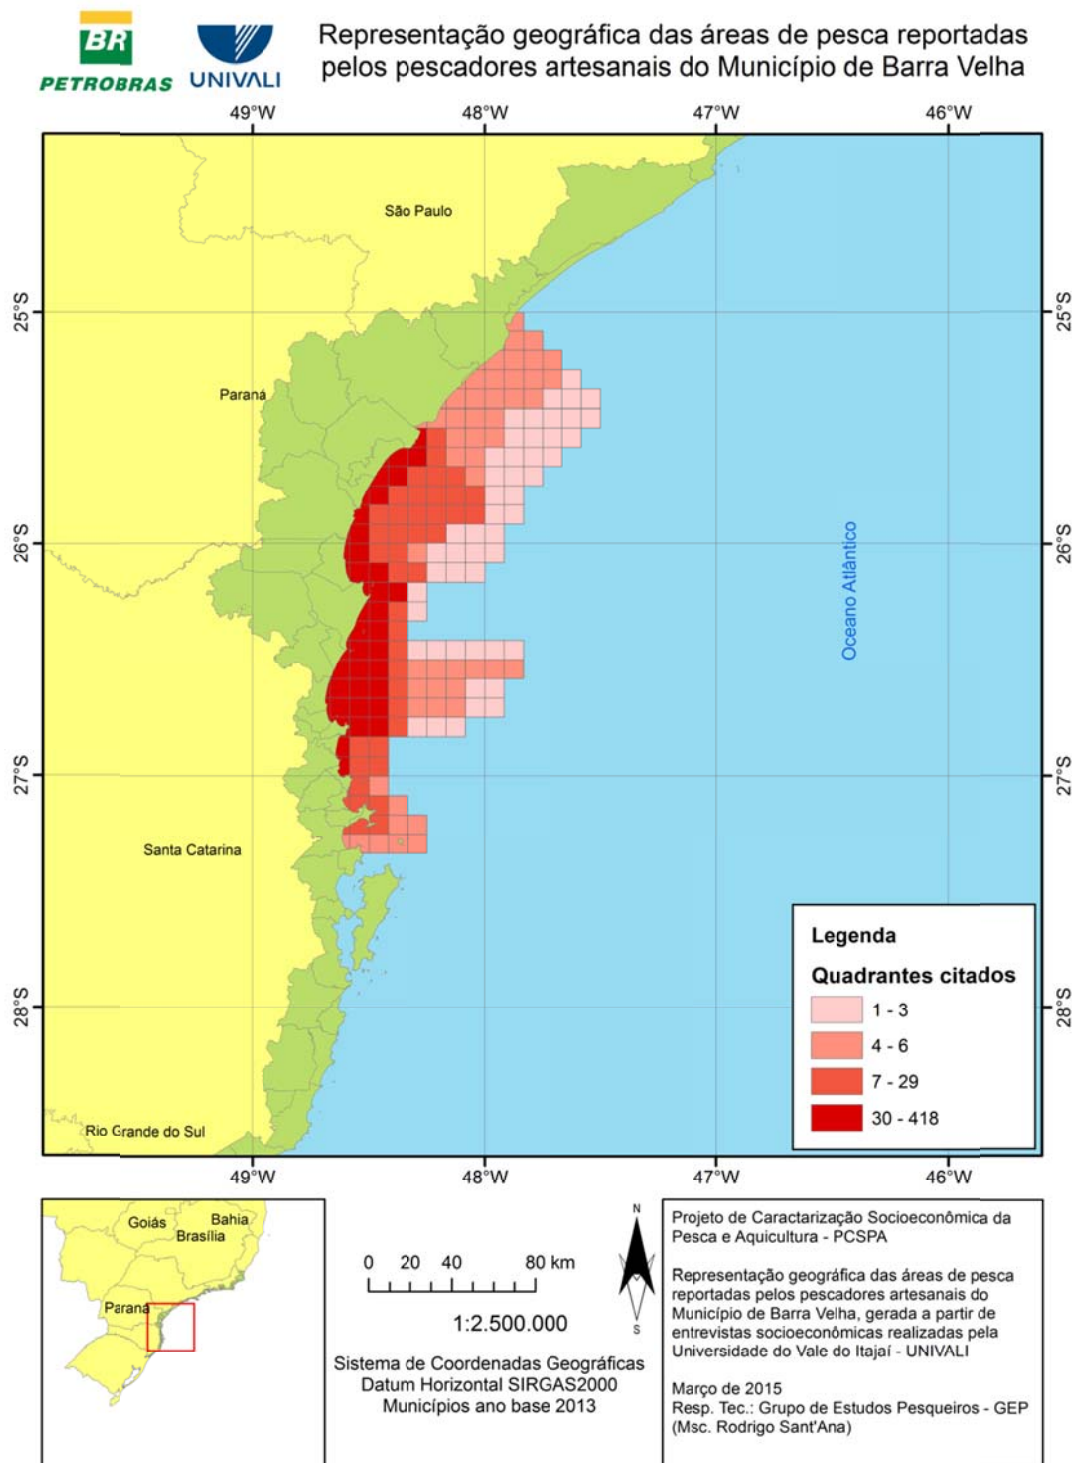 BR
PETROBRAS
UNIVALI
Representação geográfica das áreas de pesca reportadas
pelos pescadores artesanais do Município de Barra Velha
49°W 48°W 47°W 46°W
São Paulo
25°S 25°S
Paraná
26°S 26°S
Oceano Atlântico
27°S 27°S
Santa Catarina
28°S 28°S
Rio Grande do Sul
Legenda
Quadrantes citados
1 - 3
4 - 6
7 - 29
30 - 418
49°W 48°W 47°W 46°W
Goiás
Bahia
Brasília
Paraná
0 20 40 80 km
1:2.500.000
Sistema de Coordenadas Geográficas
Datum Horizontal SIRGAS2000
Municípios ano base 2013
N
S
Projeto de Caractarização Socioeconômica da
Pesca e Aquicultura - PCSPA
Representação geográfica das áreas de pesca
reportadas pelos pescadores artesanais do
Município de Barra Velha, gerada a partir de
entrevistas socioeconômicas realizadas pela
Universidade do Vale do Itajaí - UNIVALI
Março de 2015
Resp. Tec.: Grupo de Estudos Pesqueiros - GEP
(Msc. Rodrigo Sant'Ana)